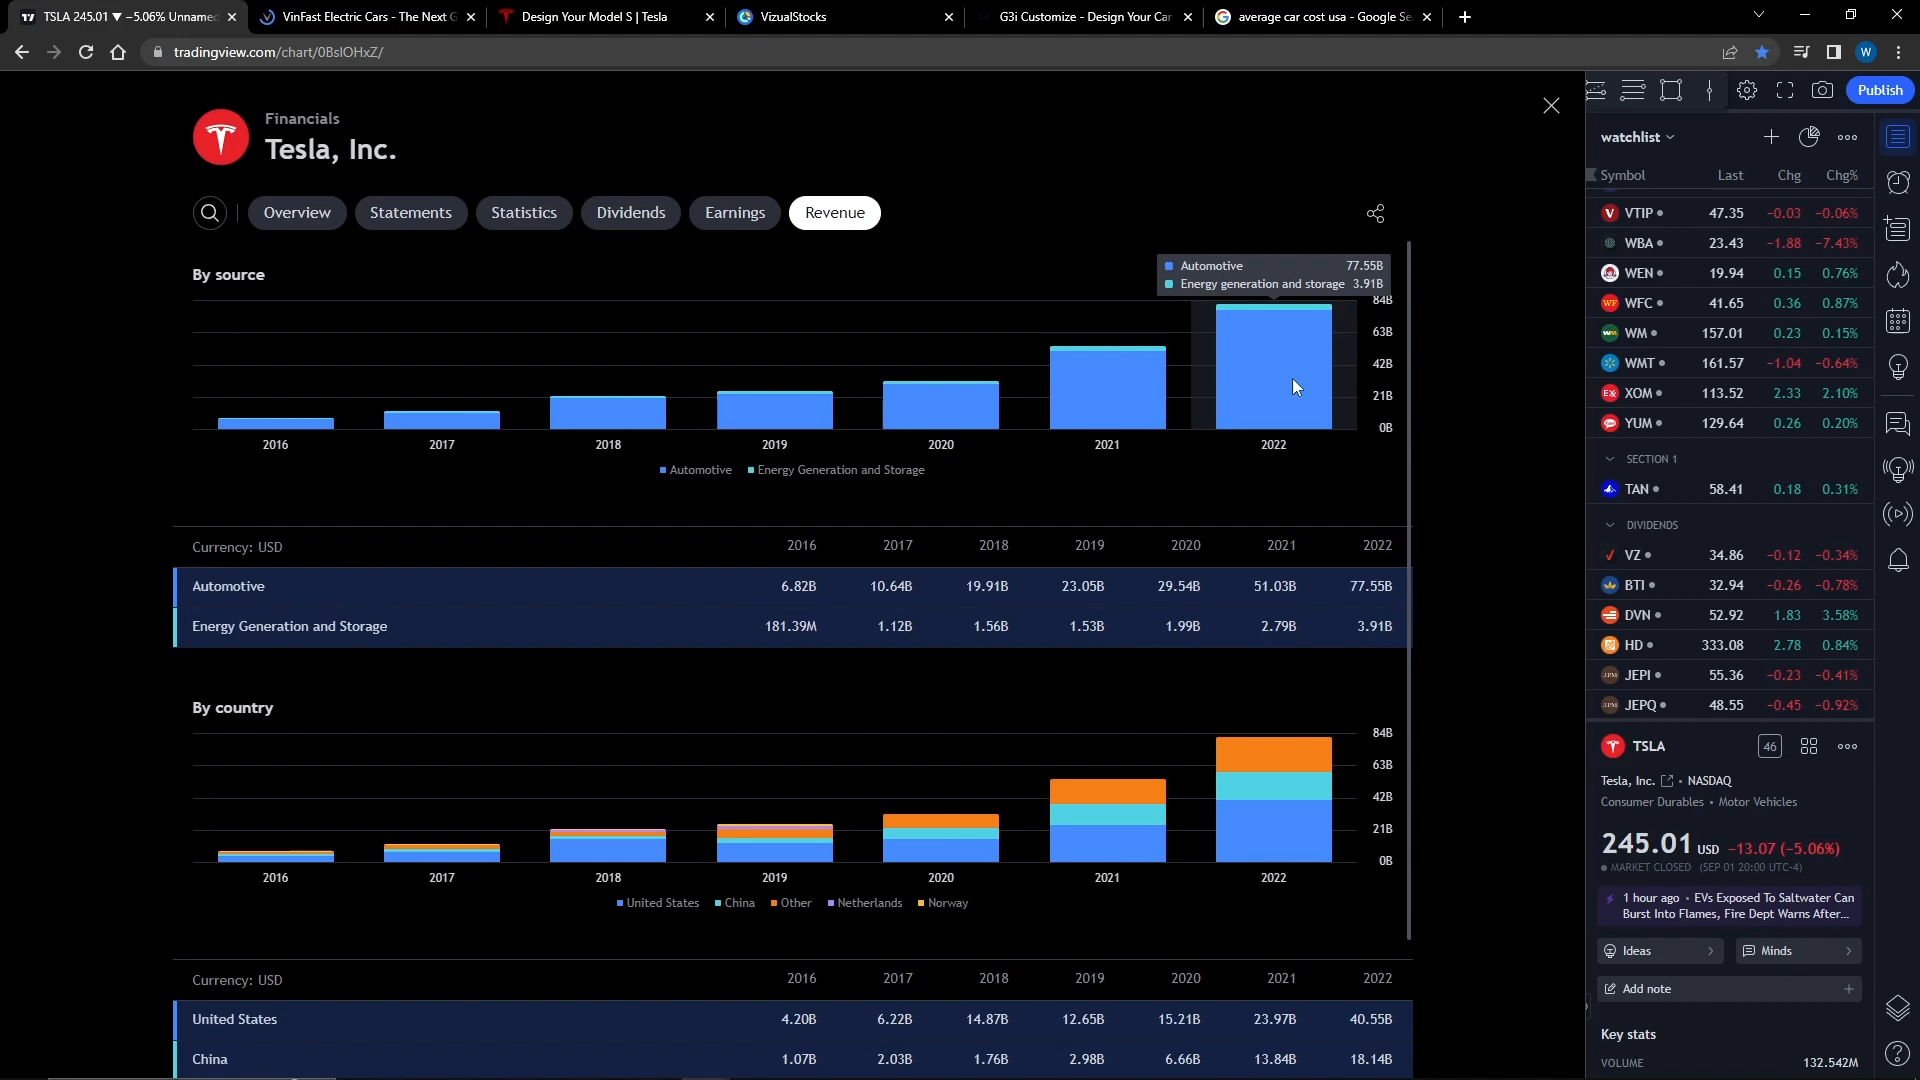 TSLA 245.01 ▼ −5.06% Unnamed
VinFast Electric Cars - The Next G
Design Your Model S | Tesla
VizualStocks
G3i Customize - Design Your Car
average car cost usa - Google Se
tradingview.com/chart/0BslOHxZ/
W
Publish
Financials
Tesla, Inc.
Overview
Statements
Statistics
Dividends
Earnings
Revenue
By source
Automotive 77.55B
Energy generation and storage 3.91B
84B
63B
42B
21B
0B
2016 2017 2018 2019 2020 2021 2022
Automotive Energy Generation and Storage
Currency: USD 2016 2017 2018 2019 2020 2021 2022
Automotive 6.82B 10.64B 19.91B 23.05B 29.54B 51.03B 77.55B
Energy Generation and Storage 181.39M 1.12B 1.56B 1.53B 1.99B 2.79B 3.91B
By country
84B
63B
42B
21B
0B
2016 2017 2018 2019 2020 2021 2022
United States China Other Netherlands Norway
Currency: USD 2016 2017 2018 2019 2020 2021 2022
United States 4.20B 6.22B 14.87B 12.65B 15.21B 23.97B 40.55B
China 1.07B 2.03B 1.76B 2.98B 6.66B 13.84B 18.14B
watchlist
Symbol Last Chg Chg%
VTIP 47.35 −0.03 −0.06%
WBA 23.43 −1.88 −7.43%
WEN 19.94 0.15 0.76%
WFC 41.65 0.36 0.87%
WM 157.01 0.23 0.15%
WMT 161.57 −1.04 −0.64%
XOM 113.52 2.33 2.10%
YUM 129.64 0.26 0.20%
SECTION 1
TAN 58.41 0.18 0.31%
DIVIDENDS
VZ 34.86 −0.12 −0.34%
BTI 32.94 −0.26 −0.78%
DVN 52.92 1.83 3.58%
HD 333.08 2.78 0.84%
JEPI 55.36 −0.23 −0.41%
JEPQ 48.55 −0.45 −0.92%
TSLA 46
Tesla, Inc. • NASDAQ
Consumer Durables • Motor Vehicles
245.01 USD −13.07 (−5.06%)
MARKET CLOSED (SEP 01 20:00 UTC-4)
1 hour ago • EVs Exposed To Saltwater Can
Burst Into Flames, Fire Dept Warns After...
Ideas
Minds
Add note
Key stats
VOLUME 132.542M